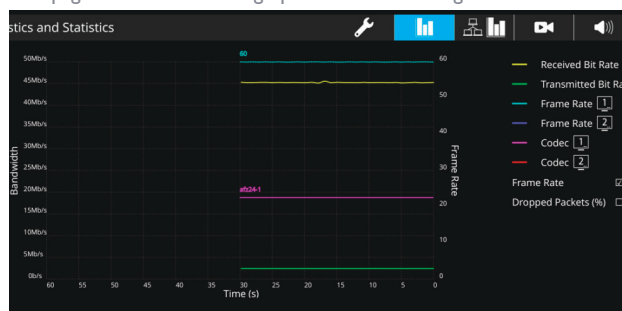 stics and Statistics
60
50Mb/s
60
45Mb/s
50
40Mb/s
35Mb/s
40
30Mb/s
25Mb/s
30
20Mb/s
afz24-1
20
15Mb/s
10Mb/s
10
5Mb/s
0b/s
0
Bandwidth
Frame Rate
60 55 50 45 40 35 30 25 20 15 10 5 0
Time (s)
Received Bit Rate
Transmitted Bit Ra
Frame Rate 1
Frame Rate 2
Codec 1
Codec 2
Frame Rate
Dropped Packets (%)